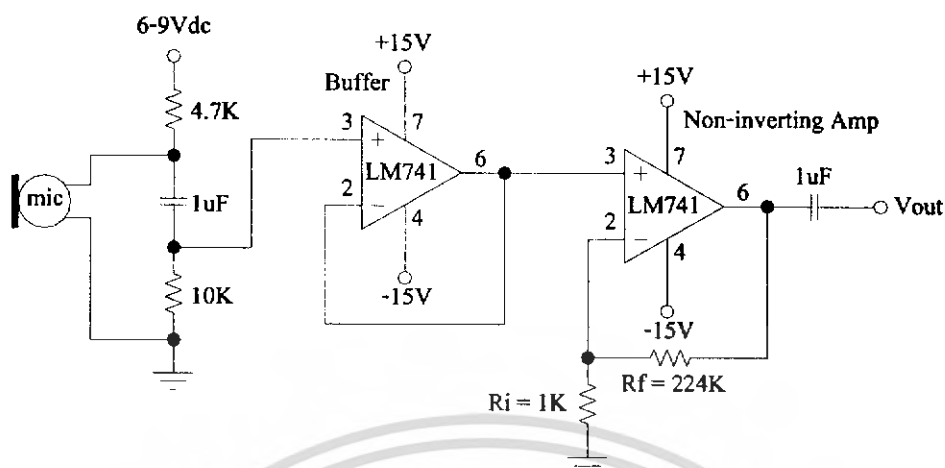 6-9Vdc
4.7K
mic
1uF
10K
Buffer
+15V
3
7
+
LM741
6
2
-
4
-15V
+15V
Non-inverting Amp
3
7
+
LM741
6
2
-
4
-15V
1uF
Vout
Rf = 224K
Ri = 1K